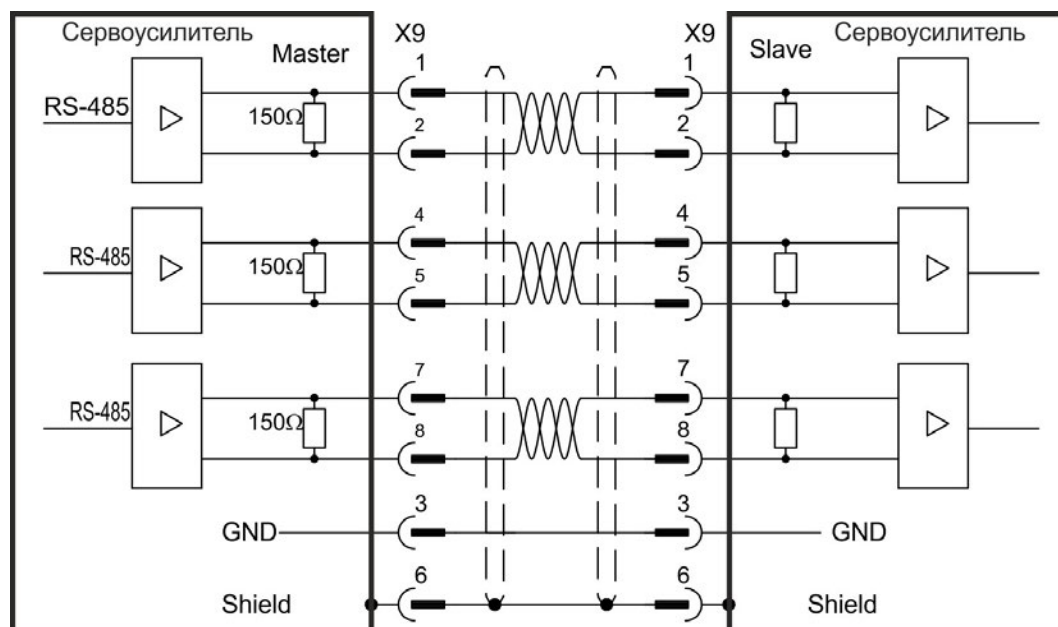 Сервоусилитель X9 X9 Сервоусилитель
Master Slave
1 1
RS-485 150Ω
2 2
4 4
RS-485 150Ω
5 5
7 7
RS-485 150Ω
8 8
3 3
GND GND
6 6
Shield Shield